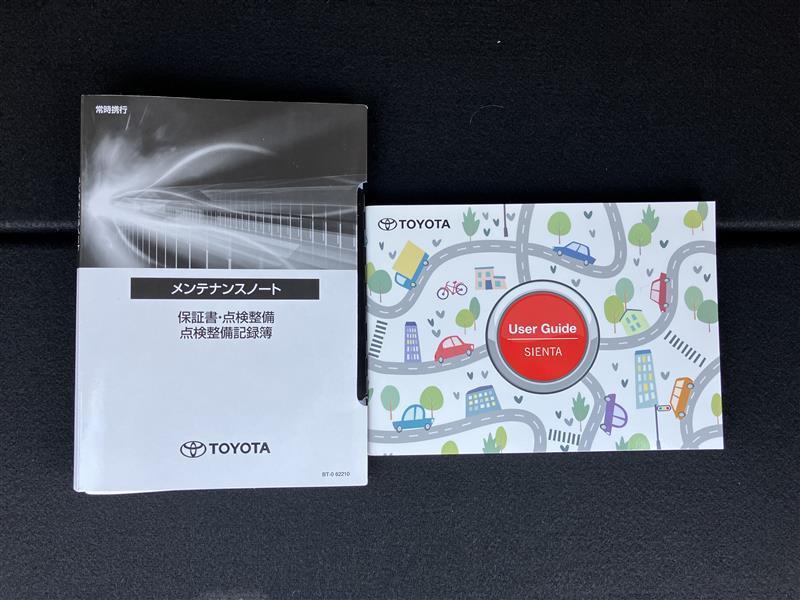 常時携行
メンテナンスノート
保証書・点検整備
点検整備記録簿
TOYOTA
BT-0 62210
TOYOTA
User Guide
SIENTA